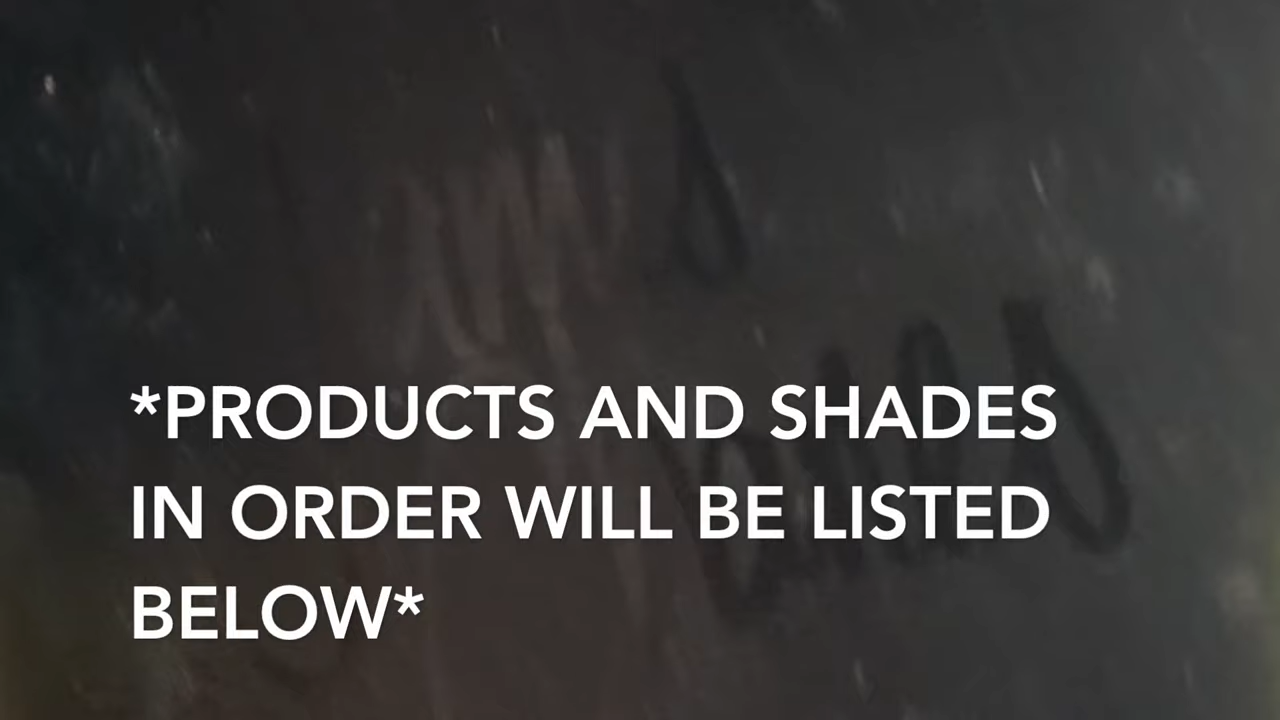 *PRODUCTS AND SHADES
IN ORDER WILL BE LISTED
BELOW*